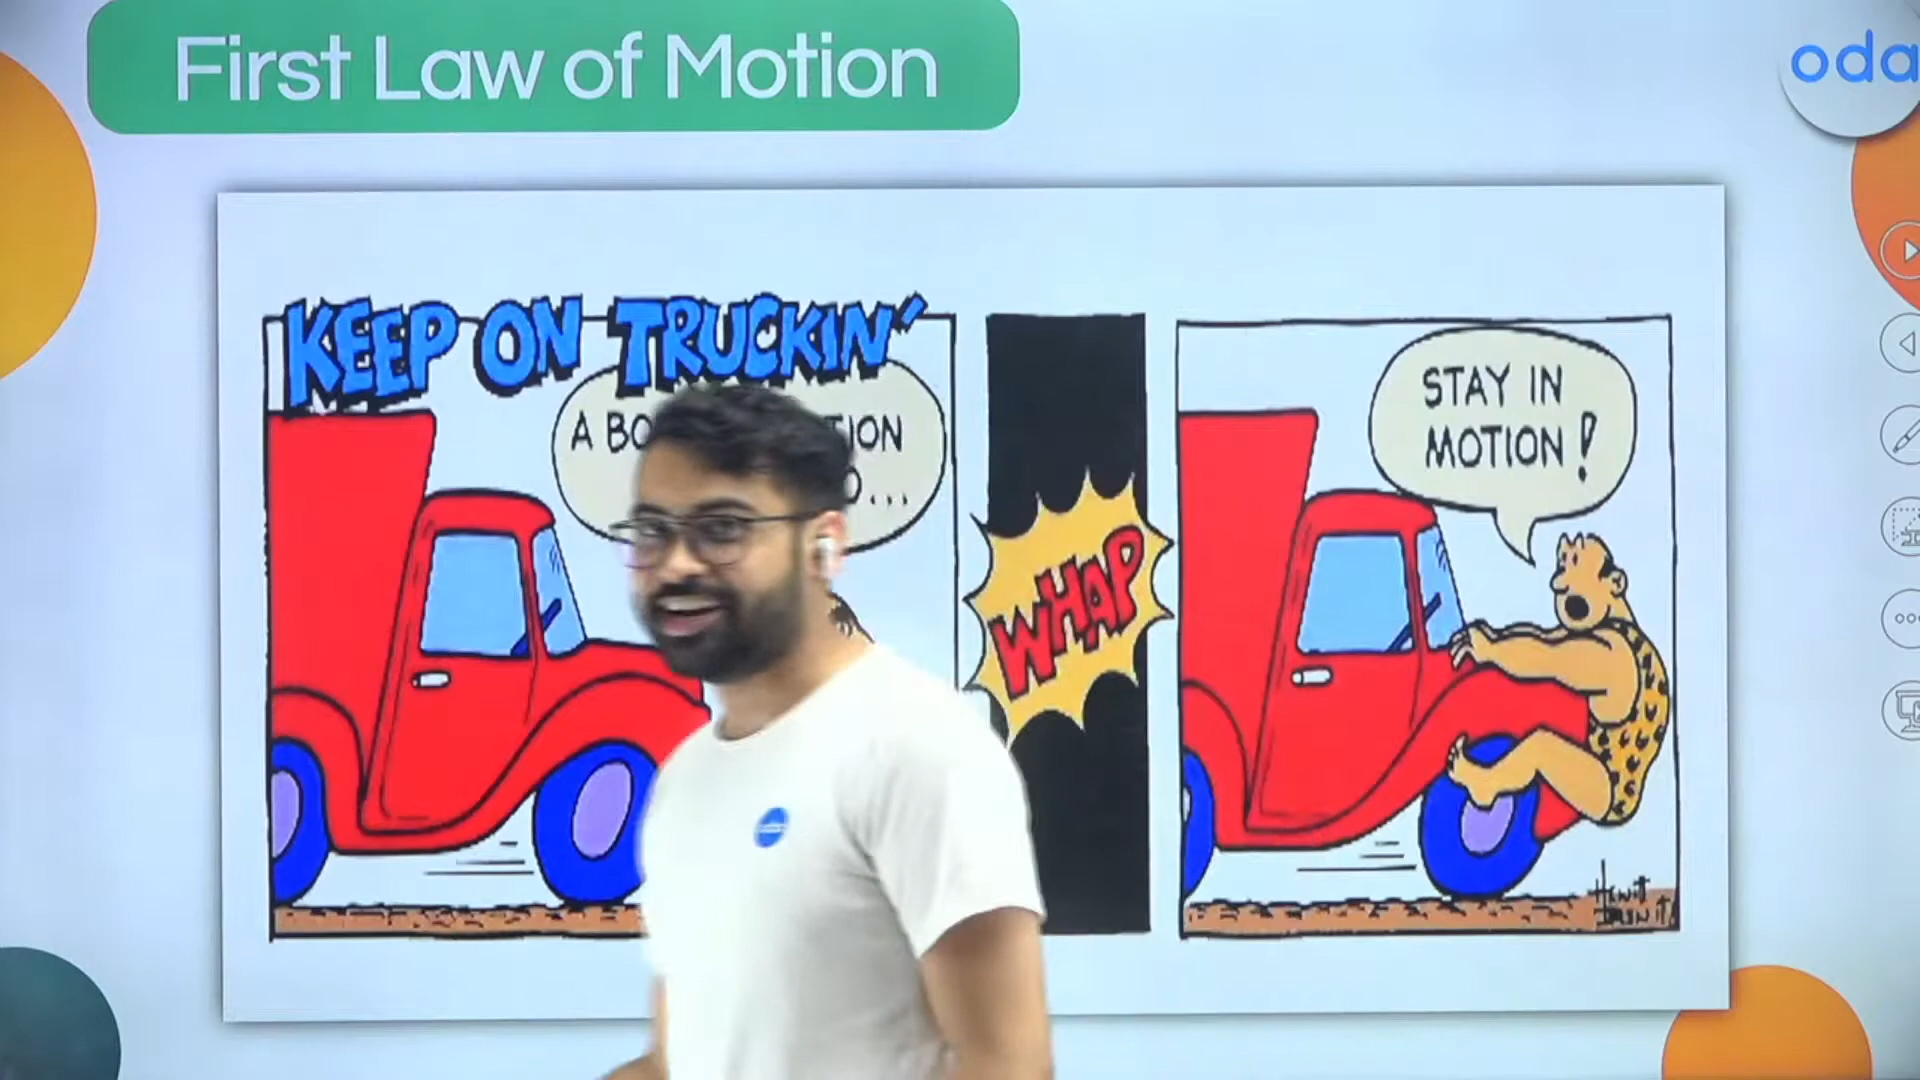 First Law of Motion
oda
KEEP ON TRUCKIN'
A BO TION
O...
WHAP
STAY IN
MOTION!